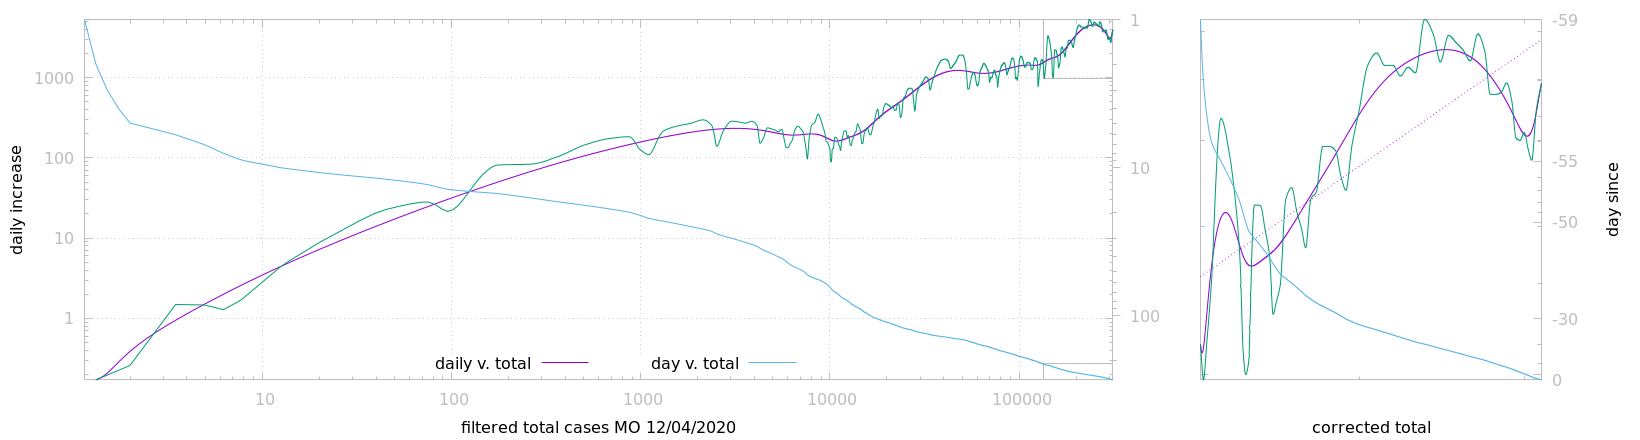 1000
100
10
1
daily increase
10
100
1000
10000
100000
filtered total cases MO 12/04/2020
daily v. total
day v. total
1
10
100
-59
-55
-50
-30
0
day since
corrected total